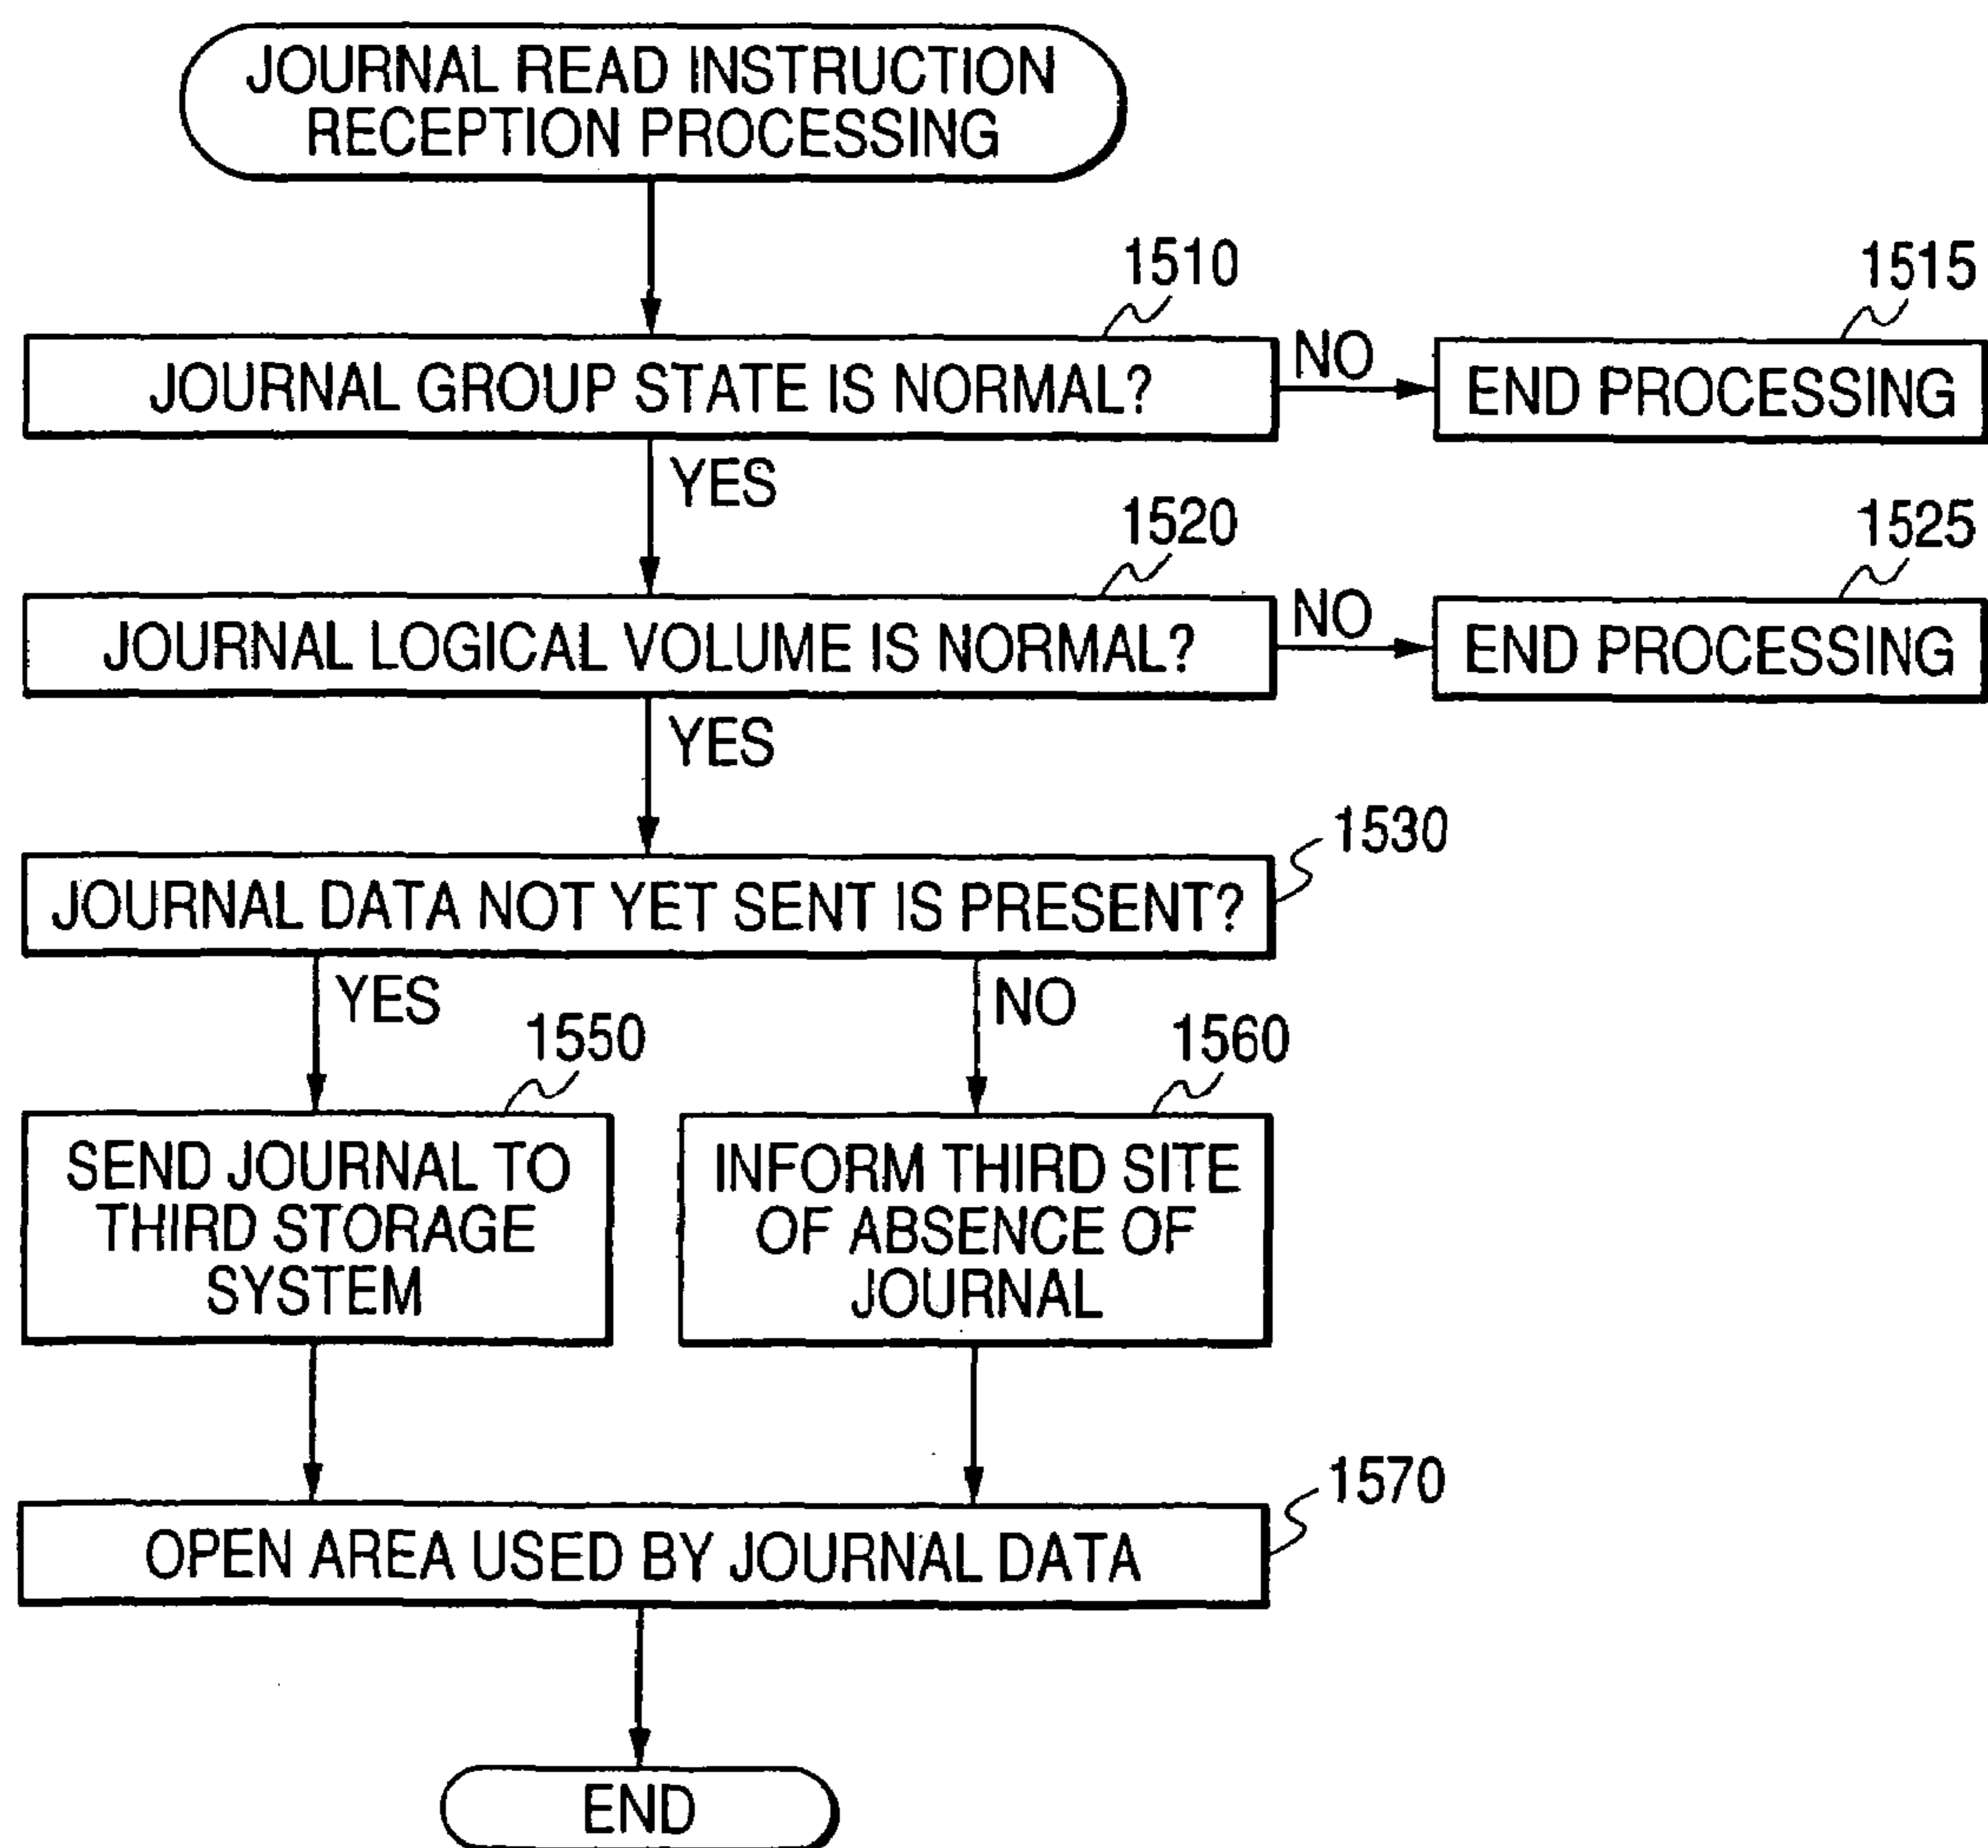 JOURNAL READ INSTRUCTION
RECEPTION PROCESSING
1510
1515
JOURNAL GROUP STATE IS NORMAL?
NO
END PROCESSING
YES
1520
1525
JOURNAL LOGICAL VOLUME IS NORMAL?
NO
END PROCESSING
YES
1530
JOURNAL DATA NOT YET SENT IS PRESENT?
YES
NO
1550
1560
SEND JOURNAL TO
THIRD STORAGE
SYSTEM
INFORM THIRD SITE
OF ABSENCE OF
JOURNAL
1570
OPEN AREA USED BY JOURNAL DATA
END